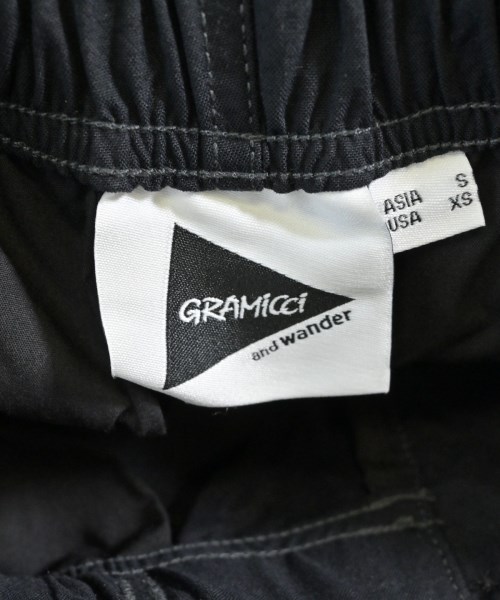 ASIA S
USA XS
GRAMiCCi
and wander